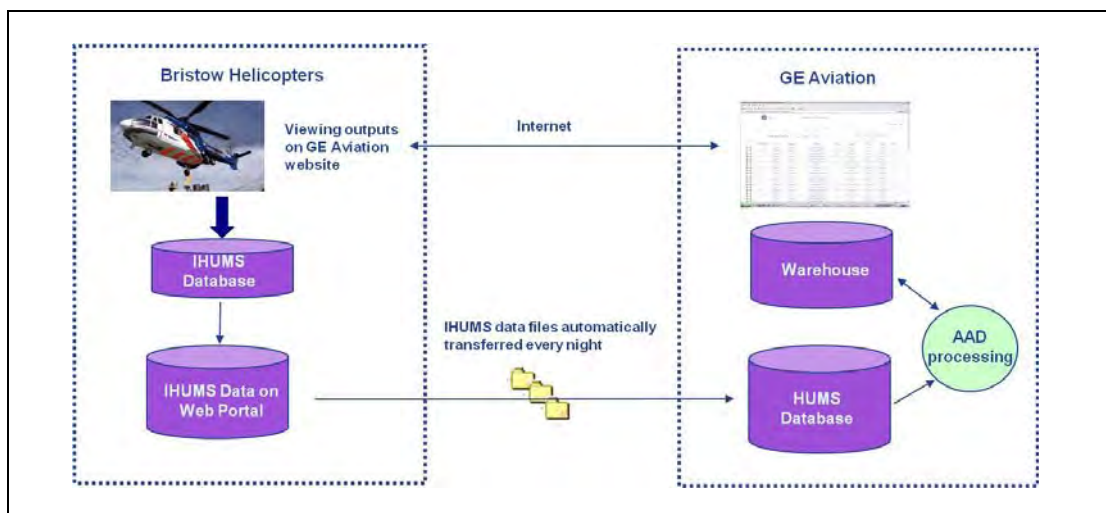 Bristow Helicopters
Viewing outputs
on GE Aviation
website
IHUMS
Database
IHUMS Data on
Web Portal
Internet
IHUMS data files automatically
transferred every night
GE Aviation
Warehouse
AAD
processing
HUMS
Database